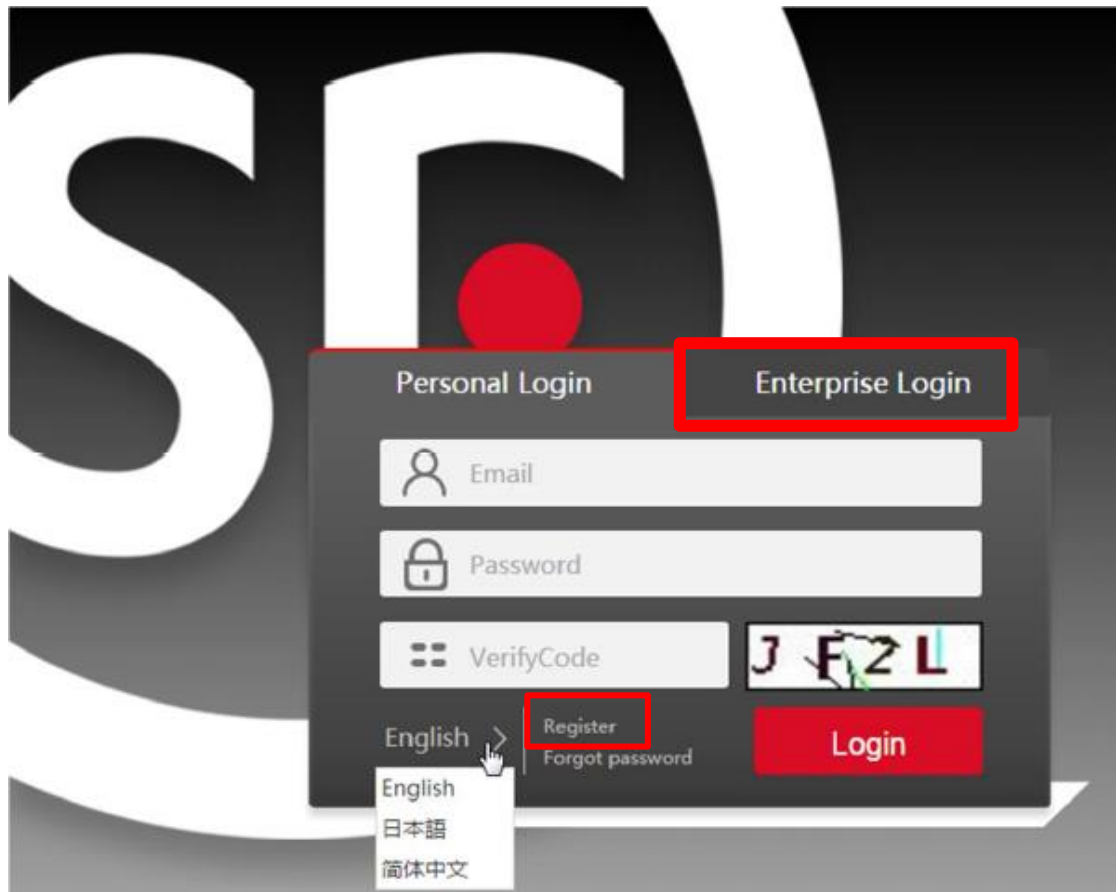 SF
Personal Login
Enterprise Login
Email
Password
VerifyCode
J F 2 L
English >
Register
Forgot password
Login
English
日本語
简体中文